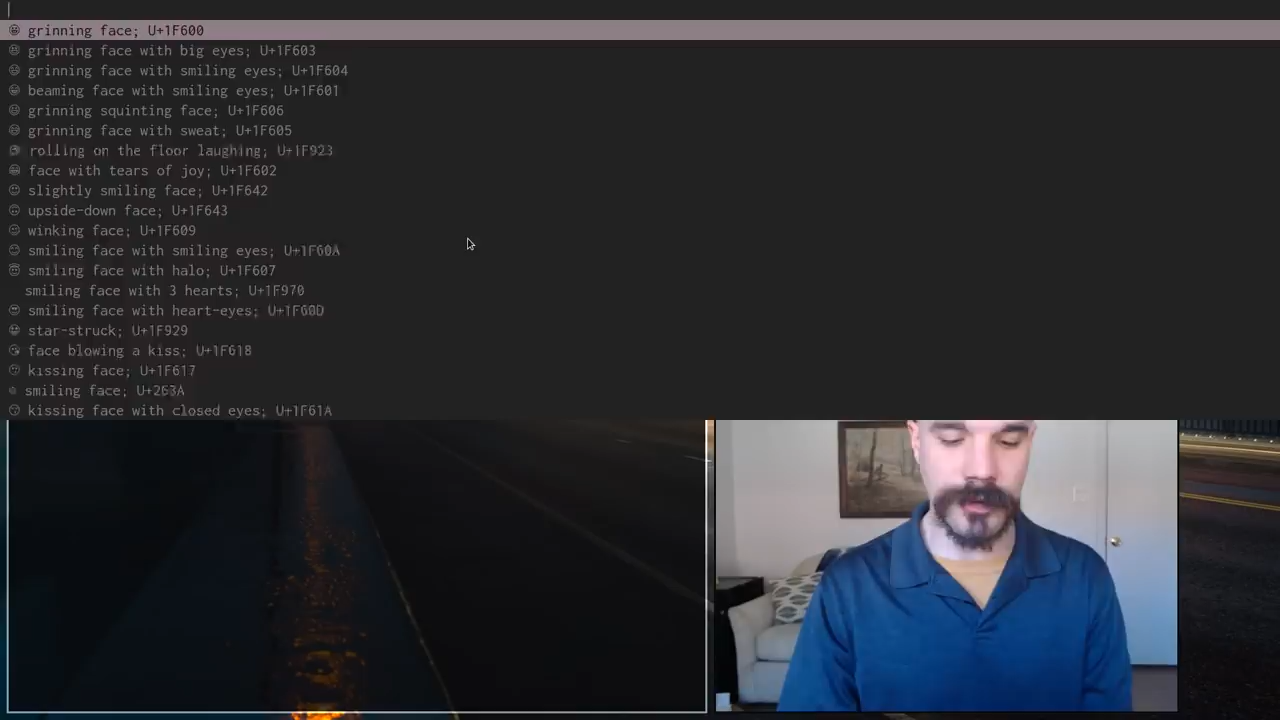 😀 grinning face; U+1F600
😃 grinning face with big eyes; U+1F603
😄 grinning face with smiling eyes; U+1F604
😁 beaming face with smiling eyes; U+1F601
😆 grinning squinting face; U+1F606
😅 grinning face with sweat; U+1F605
🤣 rolling on the floor laughing; U+1F923
😂 face with tears of joy; U+1F602
🙂 slightly smiling face; U+1F642
🙃 upside-down face; U+1F643
😉 winking face; U+1F609
😊 smiling face with smiling eyes; U+1F60A
😇 smiling face with halo; U+1F607
smiling face with 3 hearts; U+1F970
😍 smiling face with heart-eyes; U+1F60D
🤩 star-struck; U+1F929
😘 face blowing a kiss; U+1F618
😗 kissing face; U+1F617
☺ smiling face; U+263A
😚 kissing face with closed eyes; U+1F61A